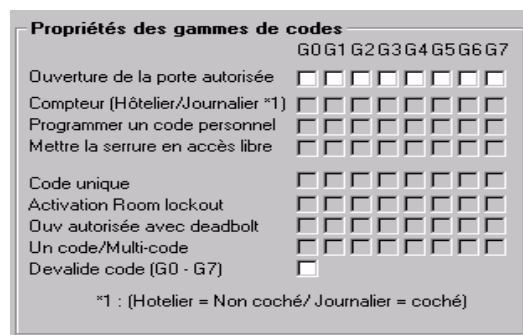 Propriétés des gammes de codes
G0 G1 G2 G3 G4 G5 G6 G7
Ouverture de la porte autorisée
Compteur (Hôtelier/Journalier *1)
Programmer un code personnel
Mettre la serrure en accès libre
Code unique
Activation Room lockout
Ouv autorisée avec deadbolt
Un code/Multi-code
Devalide code (G0 - G7)
*1 : (Hotelier = Non coché/ Journalier = coché)